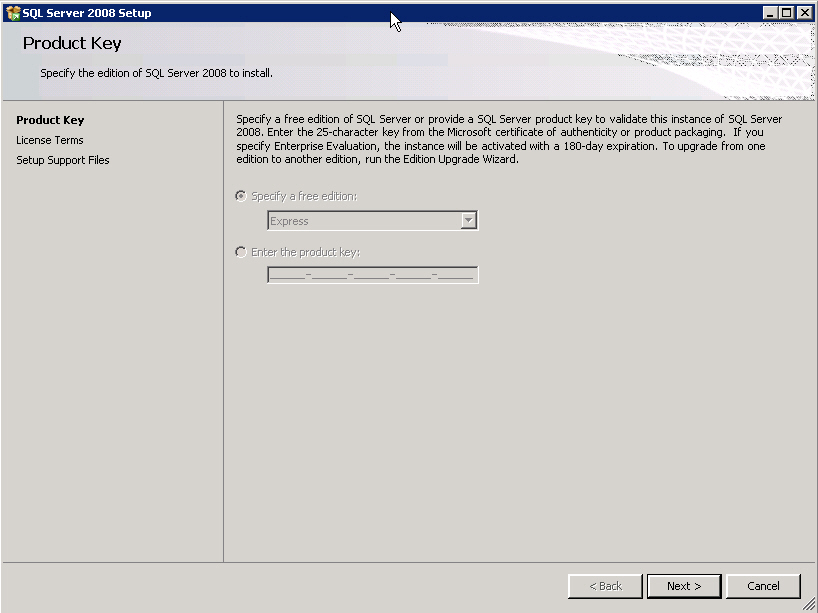 SQL Server 2008 Setup
Product Key
Specify the edition of SQL Server 2008 to install.
Product Key
License Terms
Setup Support Files
Specify a free edition of SQL Server or provide a SQL Server product key to validate this instance of SQL Server
2008. Enter the 25-character key from the Microsoft certificate of authenticity or product packaging.  If you
specify Enterprise Evaluation, the instance will be activated with a 180-day expiration. To upgrade from one
edition to another edition, run the Edition Upgrade Wizard.
Specify a free edition:
Express
Enter the product key:
_____-_____-_____-_____-_____
< Back
Next >
Cancel